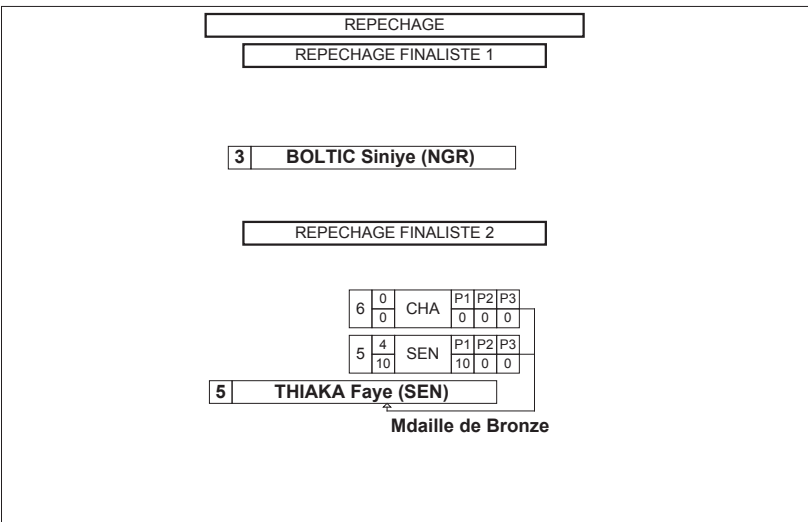 REPECHAGE
REPECHAGE FINALISTE 1
3 BOLTIC Siniye (NGR)
REPECHAGE FINALISTE 2
6 0 CHA P1 P2 P3
0 0 0 0
5 4 SEN P1 P2 P3
10 10 0 0
5 THIAKA Faye (SEN)
Mdaille de Bronze